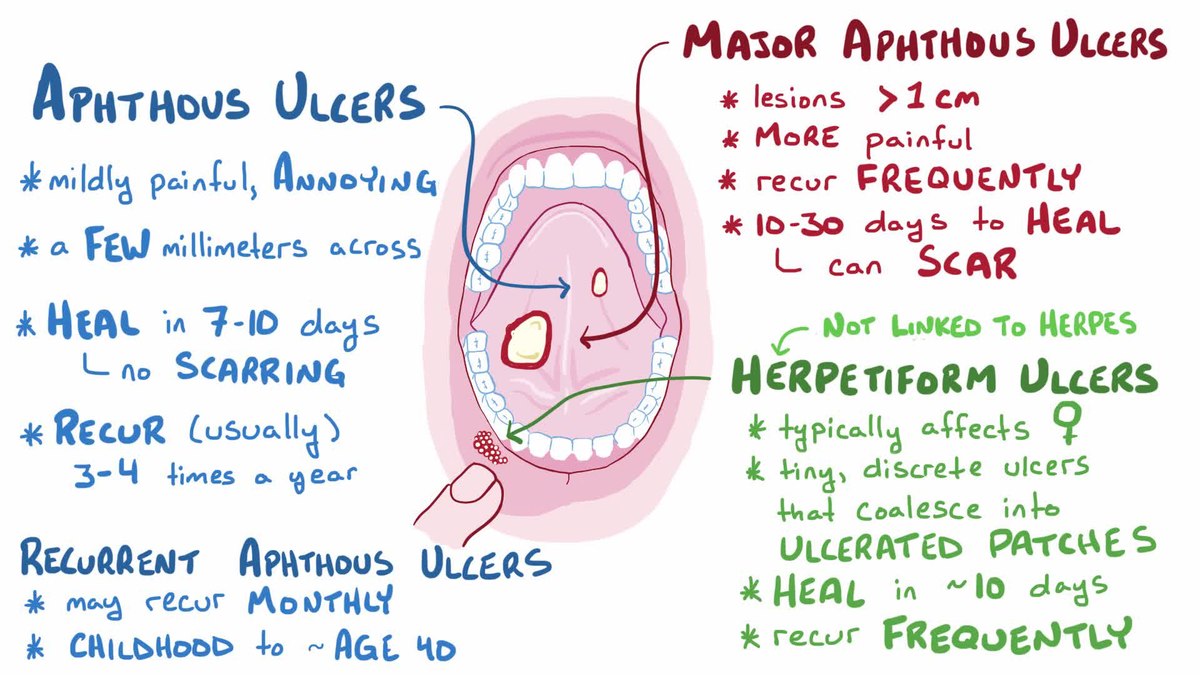 APHTHOUS ULCERS
* mildly painful, ANNOYING
* a FEW millimeters across
* HEAL in 7-10 days
no SCARRING
* RECUR (usually)
3-4 times a year
RECURRENT APHTHOUS ULCERS
* may recur MONTHLY
* CHILDHOOD to ~ AGE 40
MAJOR APHTHOUS ULCERS
* lesions > 1 cm
* MORE painful
* recur FREQUENTLY
* 10-30 days to HEAL
can SCAR
NOT LINKED TO HERPES
HERPETIFORM ULCERS
* typically affects ♀
* tiny, discrete ulcers
that coalesce into
ULCERATED PATCHES
* HEAL in ~10 days
* recur FREQUENTLY